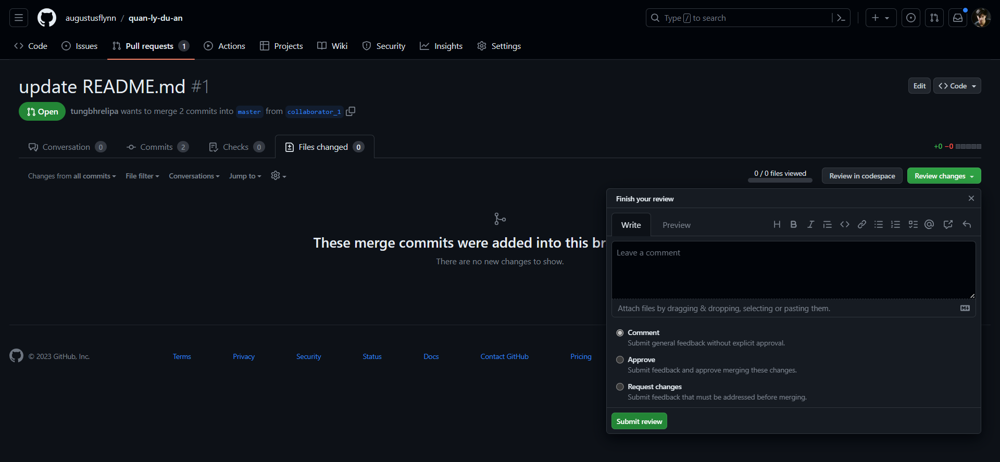 augustusflynn / quan-ly-du-an
Type / to search
Code
Issues
Pull requests 1
Actions
Projects
Wiki
Security
Insights
Settings
update README.md #1
Edit
Code
Open
tungbhrelipa wants to merge 2 commits into master from collaborator_1
Conversation 0
Commits 2
Checks 0
Files changed 0
+0 −0
Changes from all commits
File filter
Conversations
Jump to
0 / 0 files viewed
Review in codespace
Review changes
These merge commits were added into this br
There are no new changes to show.
Finish your review
Write
Preview
Leave a comment
Attach files by dragging & dropping, selecting or pasting them.
Comment
Submit general feedback without explicit approval.
Approve
Submit feedback and approve merging these changes.
Request changes
Submit feedback that must be addressed before merging.
Submit review
© 2023 GitHub, Inc.
Terms
Privacy
Security
Status
Docs
Contact GitHub
Pricing